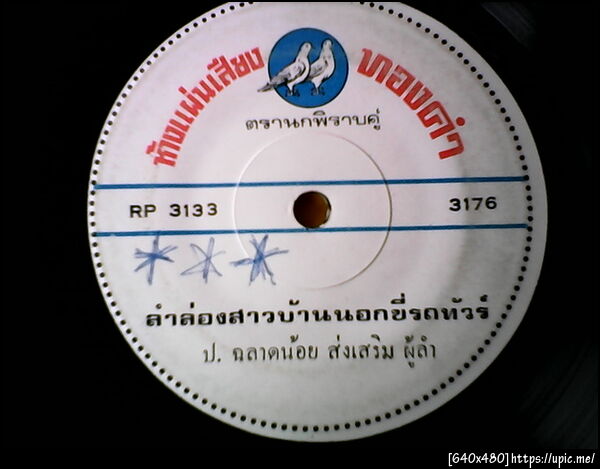 ห้างแผ่นเสียง ทองคำ
ตรานกพิราบคู่
RP 3133 3176
ลำล่องสาวบ้านนอกขี่รถทัวร์
ป. ฉลาดน้อย ส่งเสริม ผู้ลำ
[640x480]https://upic.me/